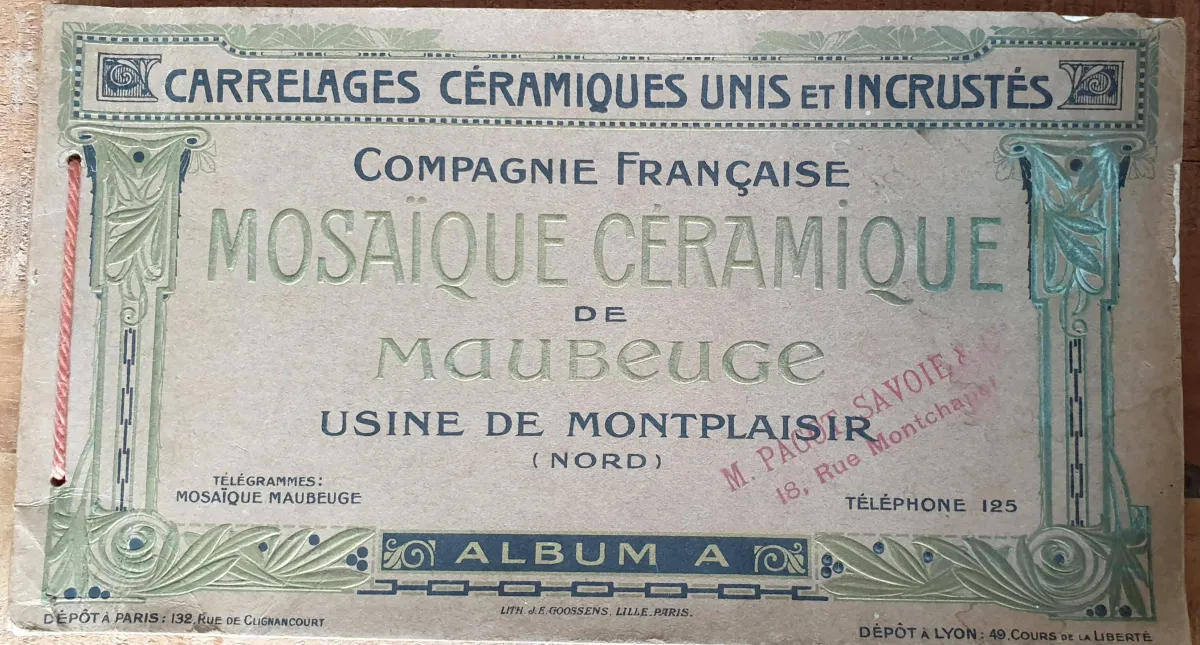 CARRELAGES CÉRAMIQUES UNIS ET INCRUSTÉS
COMPAGNIE FRANÇAISE
MOSAÏQUE CÉRAMIQUE
DE
MAUBEUGE
USINE DE MONTPLAISIR
(NORD)
M. PAGUT SAVOIE &
18, Rue Montchapet
TÉLÉGRAMMES:
MOSAÏQUE MAUBEUGE
TÉLÉPHONE 125
ALBUM A
LITH. J.E.GOOSSENS, LILLE.PARIS.
DÉPÔT À PARIS : 132, RUE DE CLIGNANCOURT
DÉPÔT À LYON : 49, COURS DE LA LIBERTÉ